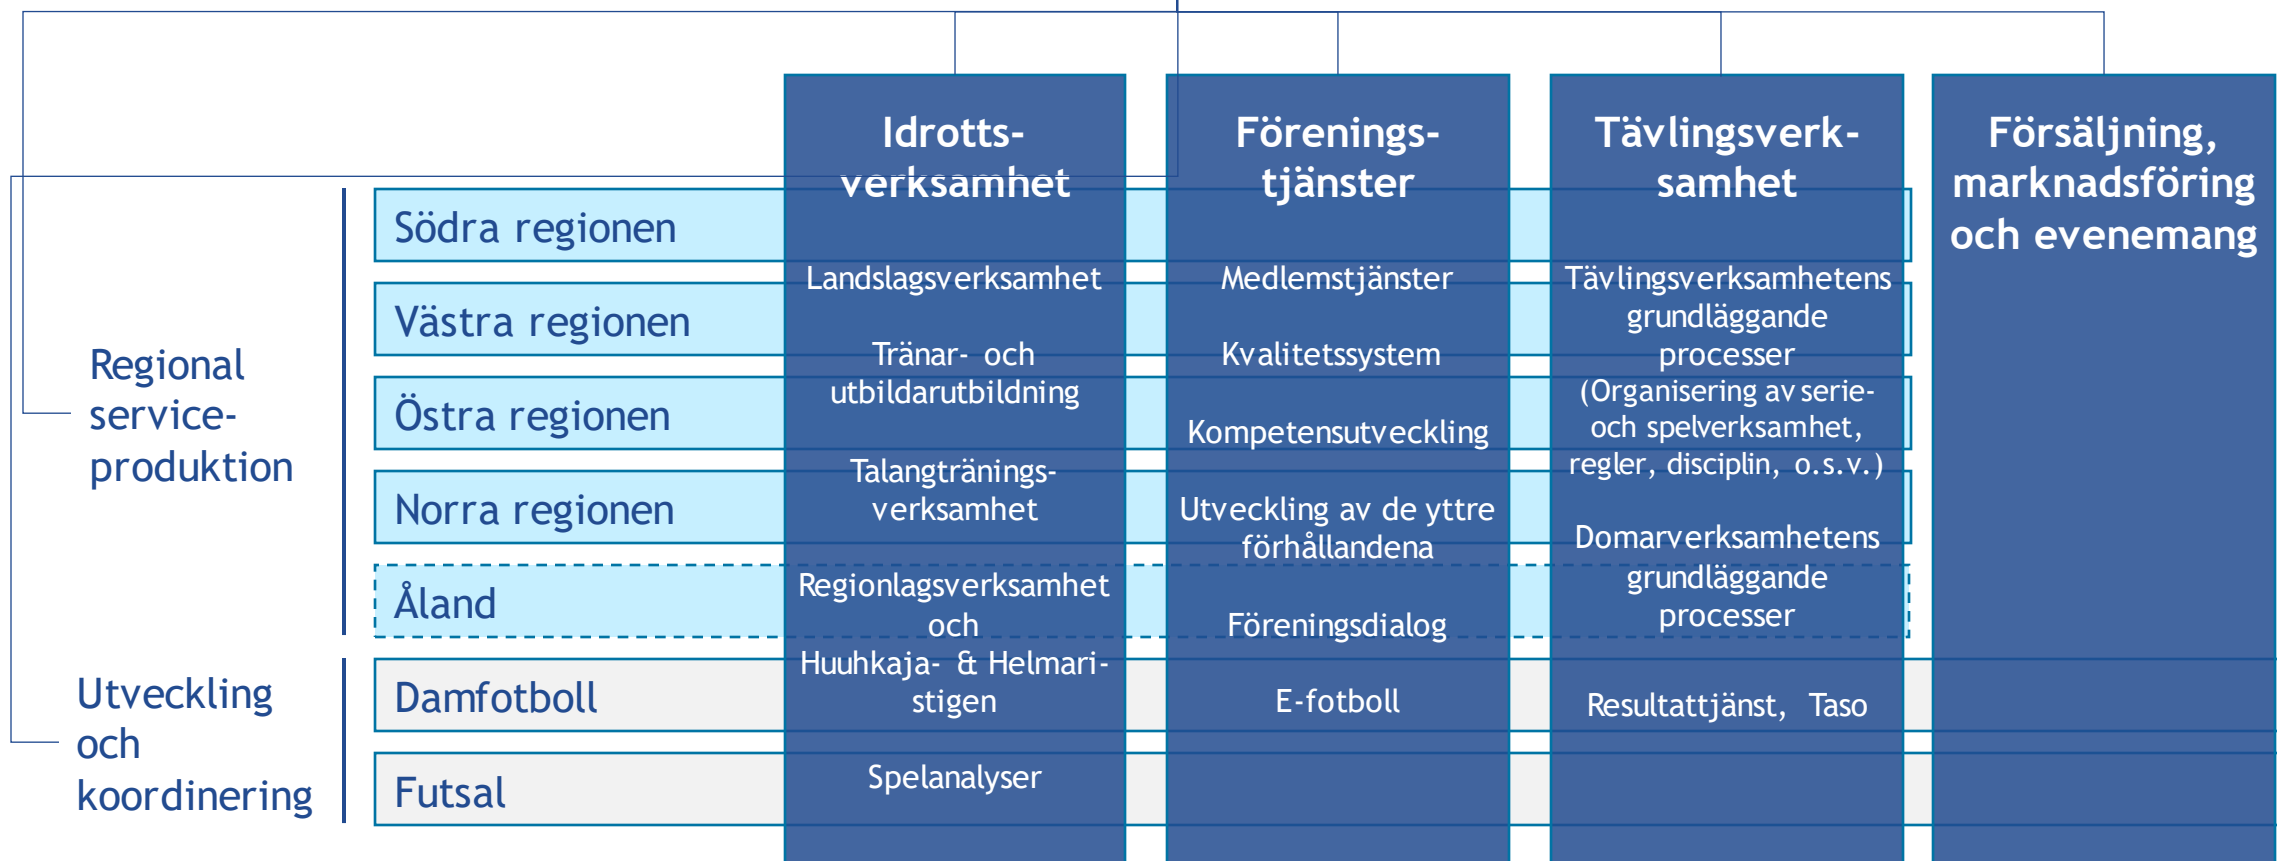 Regional
service-
produktion
Utveckling
och
koordinering
Södra regionen
Västra regionen
Östra regionen
Norra regionen
Åland
Damfotboll
Futsal
Idrotts-
verksamhet
Landslagsverksamhet
Tränar- och
utbildarutbildning
Talangtränings-
verksamhet
Regionlagsverksamhet
och
Huuhkaja- & Helmari-
stigen
Spelanalyser
Förenings-
tjänster
Medlemstjänster
Kvalitetssystem
Kompetensutveckling
Utveckling av de yttre
förhållandena
Föreningsdialog
E-fotboll
Tävlingsverk-
samhet
Tävlingsverksamhetens
grundläggande
processer
(Organisering av serie-
och spelverksamhet,
regler, disciplin, o.s.v.)
Domarverksamhetens
grundläggande
processer
Resultattjänst, Taso
Försäljning,
marknadsföring
och evenemang